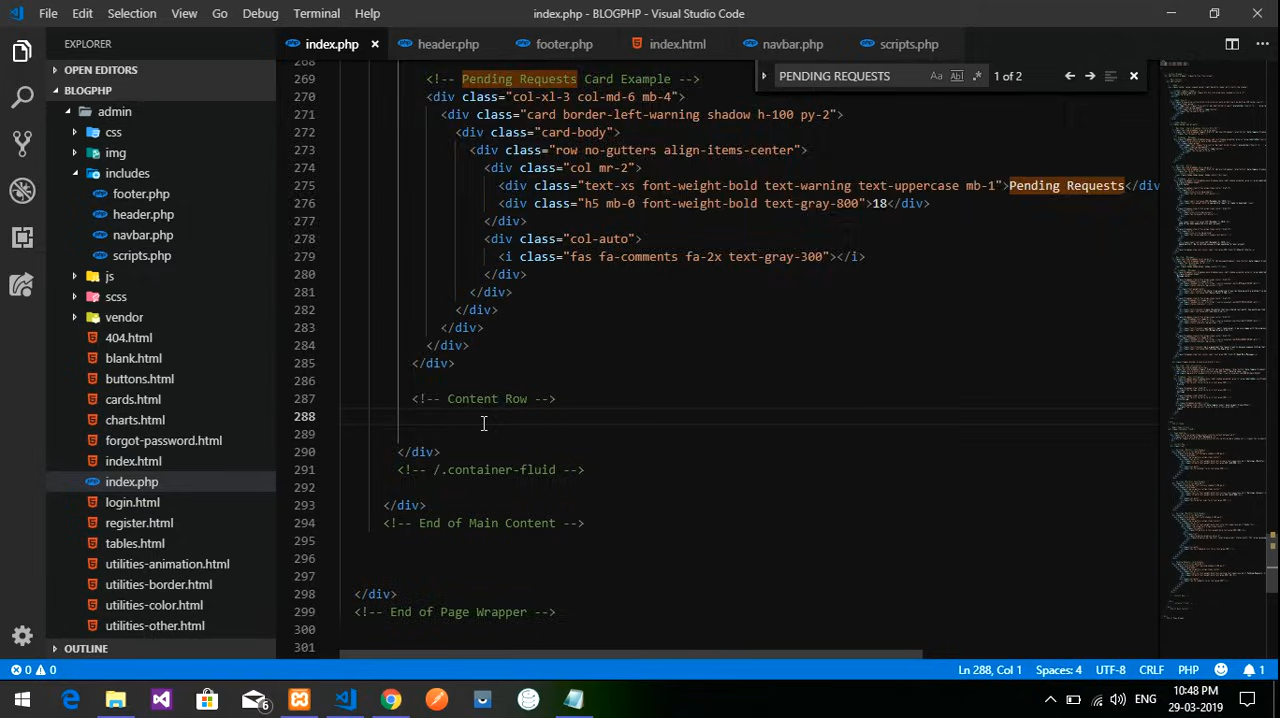 File Edit Selection View Go Debug Terminal Help
index.php - BLOGPHP - Visual Studio Code
EXPLORER
index.php
header.php
footer.php
index.html
navbar.php
scripts.php
OPEN EDITORS
BLOGPHP
admin
css
img
includes
footer.php
header.php
navbar.php
scripts.php
js
scss
vendor
404.html
blank.html
buttons.html
cards.html
charts.html
forgot-password.html
index.html
index.php
login.html
register.html
tables.html
utilities-animation.html
utilities-border.html
utilities-color.html
utilities-other.html
OUTLINE
PENDING REQUESTS Aa Abl .* 1 of 2
268
269 <!-- Pending Requests Card Example -->
270 <div class="col-xl-3 col-md-6 mb-4">
271 <div class="card border-left-warning shadow h-100 py-2">
272 <div class="card-body">
273 <div class="row no-gutters align-items-center">
274 <div class="col mr-2">
275 <div class="text-xs font-weight-bold text-warning text-uppercase mb-1">Pending Requests</div
276 <div class="h5 mb-0 font-weight-bold text-gray-800">18</div>
277 </div>
278 <div class="col-auto">
279 <i class="fas fa-comments fa-2x text-gray-300"></i>
280 </div>
281 </div>
282 </div>
283 </div>
284 </div>
285 </div>
286
287 <!-- Content Row -->
288
289
290 </div>
291 <!-- /.container-fluid -->
292
293 </div>
294 <!-- End of Main Content -->
295
296
297
298 </div>
299 <!-- End of Page Wrapper -->
300
301
0 0
Ln 288, Col 1 Spaces: 4 UTF-8 CRLF PHP 1
6
ENG
10:48 PM
29-03-2019